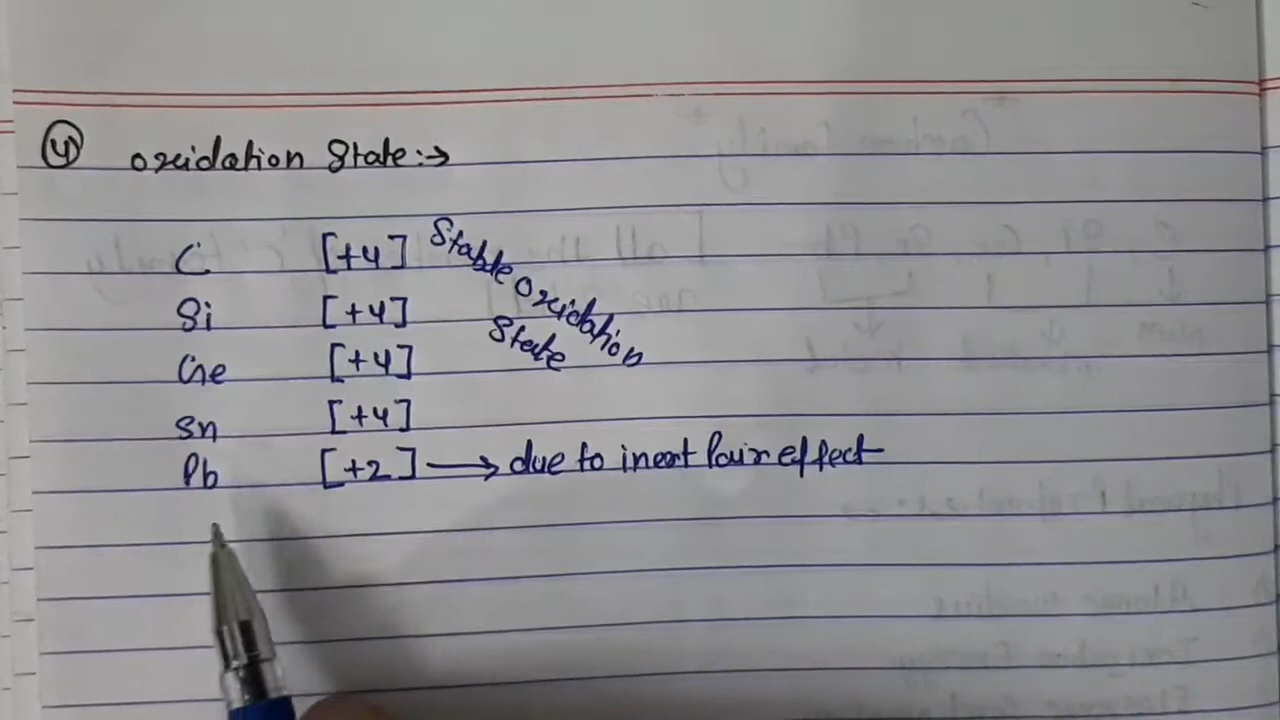 ④ Oxidation State:→
C [+4] Stable Oxidation State
Si [+4]
Ge [+4]
Sn [+4]
Pb [+2] → due to inert Pair effect